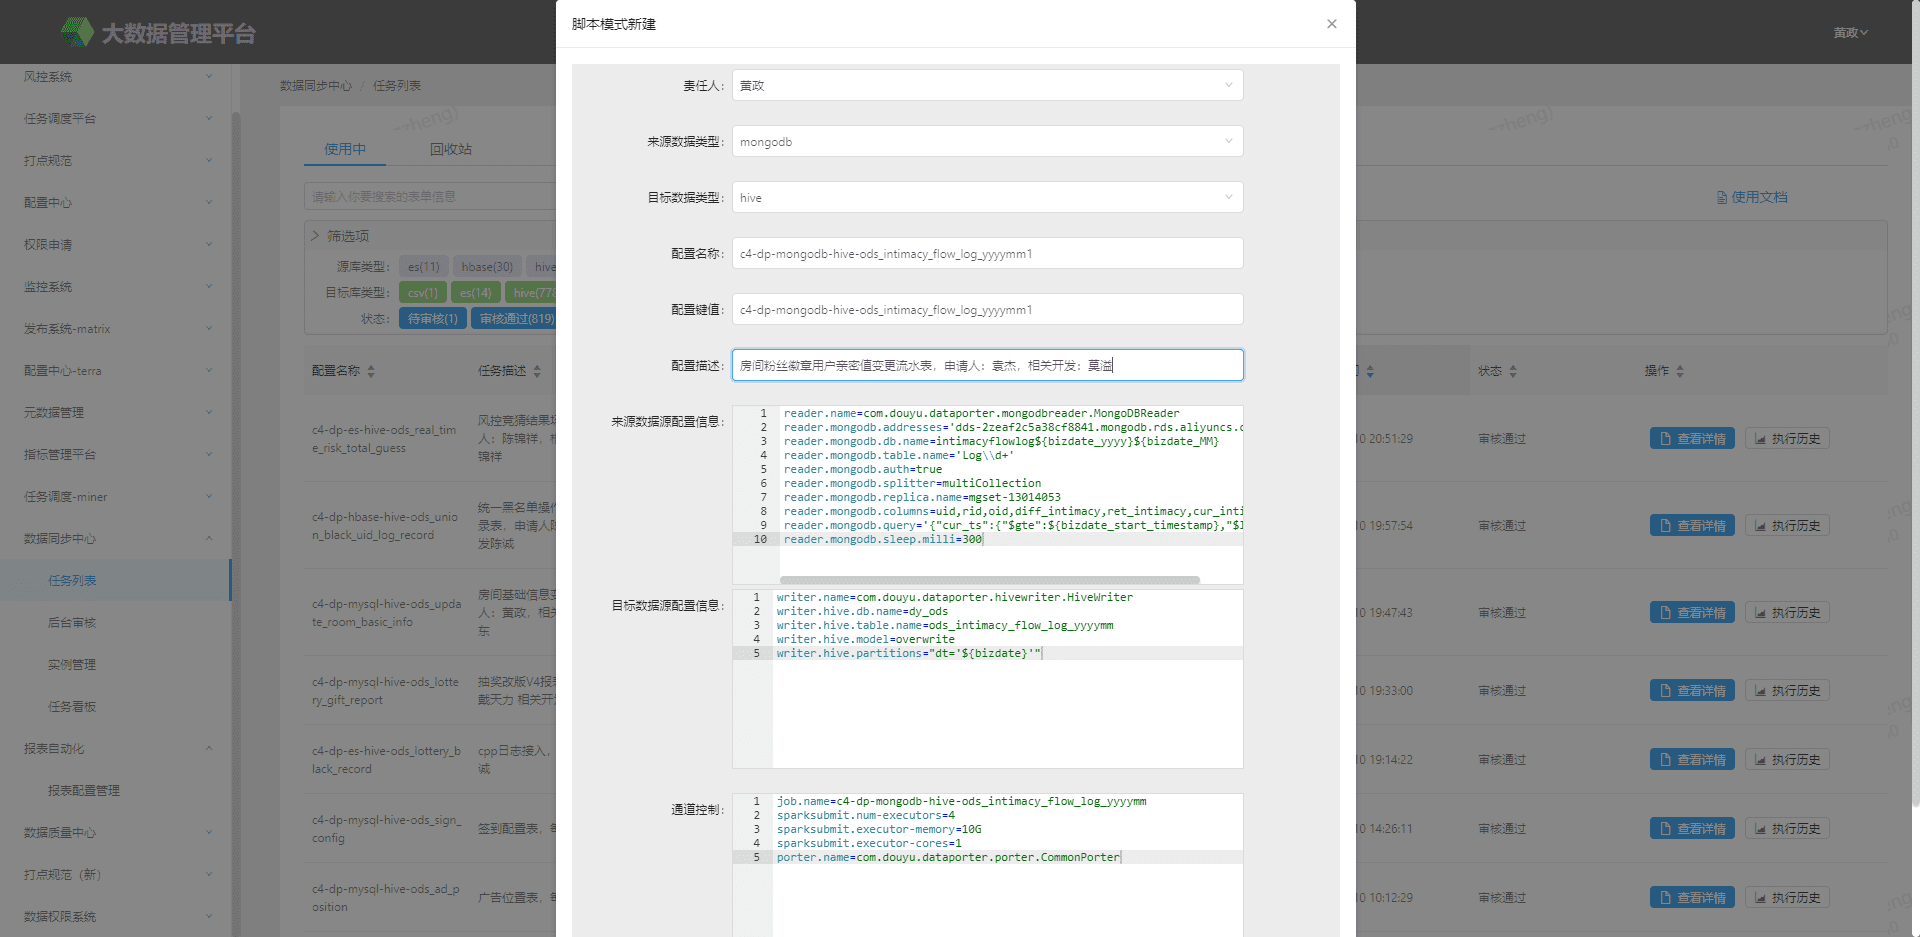 大数据管理平台
黄政
风控系统
任务调度平台
打点规范
配置中心
权限申请
监控系统
发布系统-matrix
配置中心-terra
元数据管理
指标管理平台
任务调度-miner
数据同步中心
任务列表
后台审核
实例管理
任务看板
报表自动化
报表配置管理
数据质量中心
打点规范（新）
数据权限系统
数据同步中心 / 任务列表
使用中
回收站
请输入你要搜索的表单信息
使用文档
筛选项
源库类型： es(11) hbase(30) hive
目标库类型： csv(1) es(14) hive(778
状态： 待审核(1) 审核通过(819)
配置名称 任务描述 状态 操作
c4-dp-es-hive-ods_real_tim
e_risk_total_guess
风控竞猜结果
人：陈锦祥，
锦祥
10 20:51:29 审核通过 查看详情 执行历史
c4-dp-hbase-hive-ods_unio
n_black_uid_log_record
统一黑名单操
录表，申请人陈
发陈诚
10 19:57:54 审核通过 查看详情 执行历史
c4-dp-mysql-hive-ods_upda
te_room_basic_info
房间基础信息
人：黄政，相关
东
10 19:47:43 审核通过 查看详情 执行历史
c4-dp-mysql-hive-ods_lotte
ry_gift_report
抽奖改版V4报
戴天力 相关开
10 19:33:00 审核通过 查看详情 执行历史
c4-dp-es-hive-ods_lottery_b
lack_record
cpp日志接入，
诚
10 19:14:22 审核通过 查看详情 执行历史
c4-dp-mysql-hive-ods_sign_
config
签到配置表，
10 14:26:11 审核通过 查看详情 执行历史
c4-dp-mysql-hive-ods_ad_p
osition
广告位置表，
10 10:12:29 审核通过 查看详情 执行历史
脚本模式新建
责任人： 黄政
来源数据类型： mongodb
目标数据类型： hive
配置名称： c4-dp-mongodb-hive-ods_intimacy_flow_log_yyyymm1
配置键值： c4-dp-mongodb-hive-ods_intimacy_flow_log_yyyymm1
配置描述： 房间粉丝徽章用户亲密值变更流水表，申请人：袁杰，相关开发：莫溢
来源数据源配置信息：
1 reader.name=com.douyu.dataporter.mongodbreader.MongoDBReader
2 reader.mongodb.addresses='dds-2zeaf2c5a38cf8841.mongodb.rds.aliyuncs.c
3 reader.mongodb.db.name=intimacyflowlog${bizdate_yyyy}${bizdate_MM}
4 reader.mongodb.table.name='Log\\d+'
5 reader.mongodb.auth=true
6 reader.mongodb.splitter=multiCollection
7 reader.mongodb.replica.name=mgset-13014053
8 reader.mongodb.columns=uid,rid,oid,diff_intimacy,ret_intimacy,cur_inti
9 reader.mongodb.query='{"cur_ts":{"$gte":${bizdate_start_timestamp},"$l
10 reader.mongodb.sleep.milli=300
目标数据源配置信息：
1 writer.name=com.douyu.dataporter.hivewriter.HiveWriter
2 writer.hive.db.name=dy_ods
3 writer.hive.table.name=ods_intimacy_flow_log_yyyymm
4 writer.hive.model=overwrite
5 writer.hive.partitions="dt='${bizdate}'"
通道控制：
1 job.name=c4-dp-mongodb-hive-ods_intimacy_flow_log_yyyymm
2 sparksubmit.num-executors=4
3 sparksubmit.executor-memory=10G
4 sparksubmit.executor-cores=1
5 porter.name=com.douyu.dataporter.porter.CommonPorter